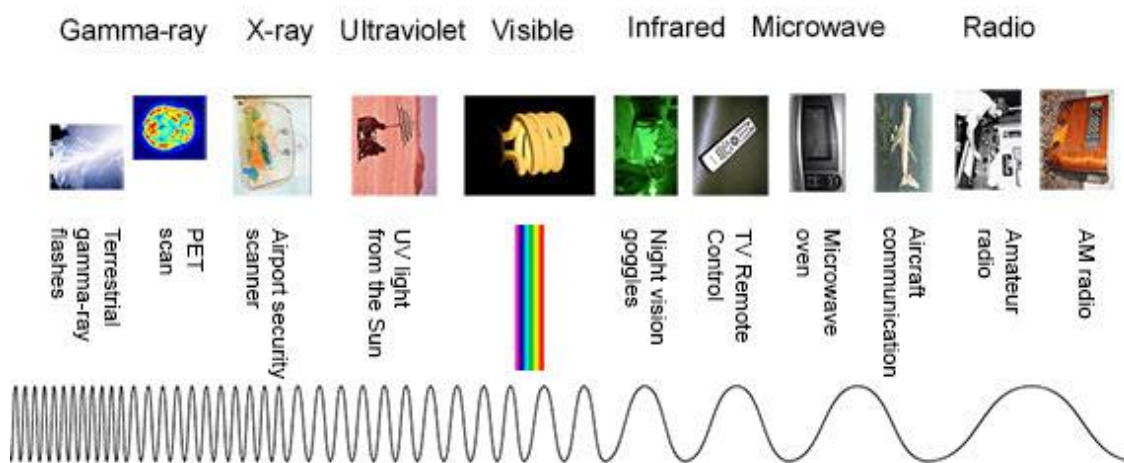 Gamma-ray X-ray Ultraviolet Visible Infrared Microwave Radio
Terrestrial
gamma-ray
flashes
PET
scan
Airport security
scanner
UV light
from the Sun
Night vision
goggles
TV Remote
Control
Microwave
oven
Aircraft
communication
Amateur
radio
AM radio